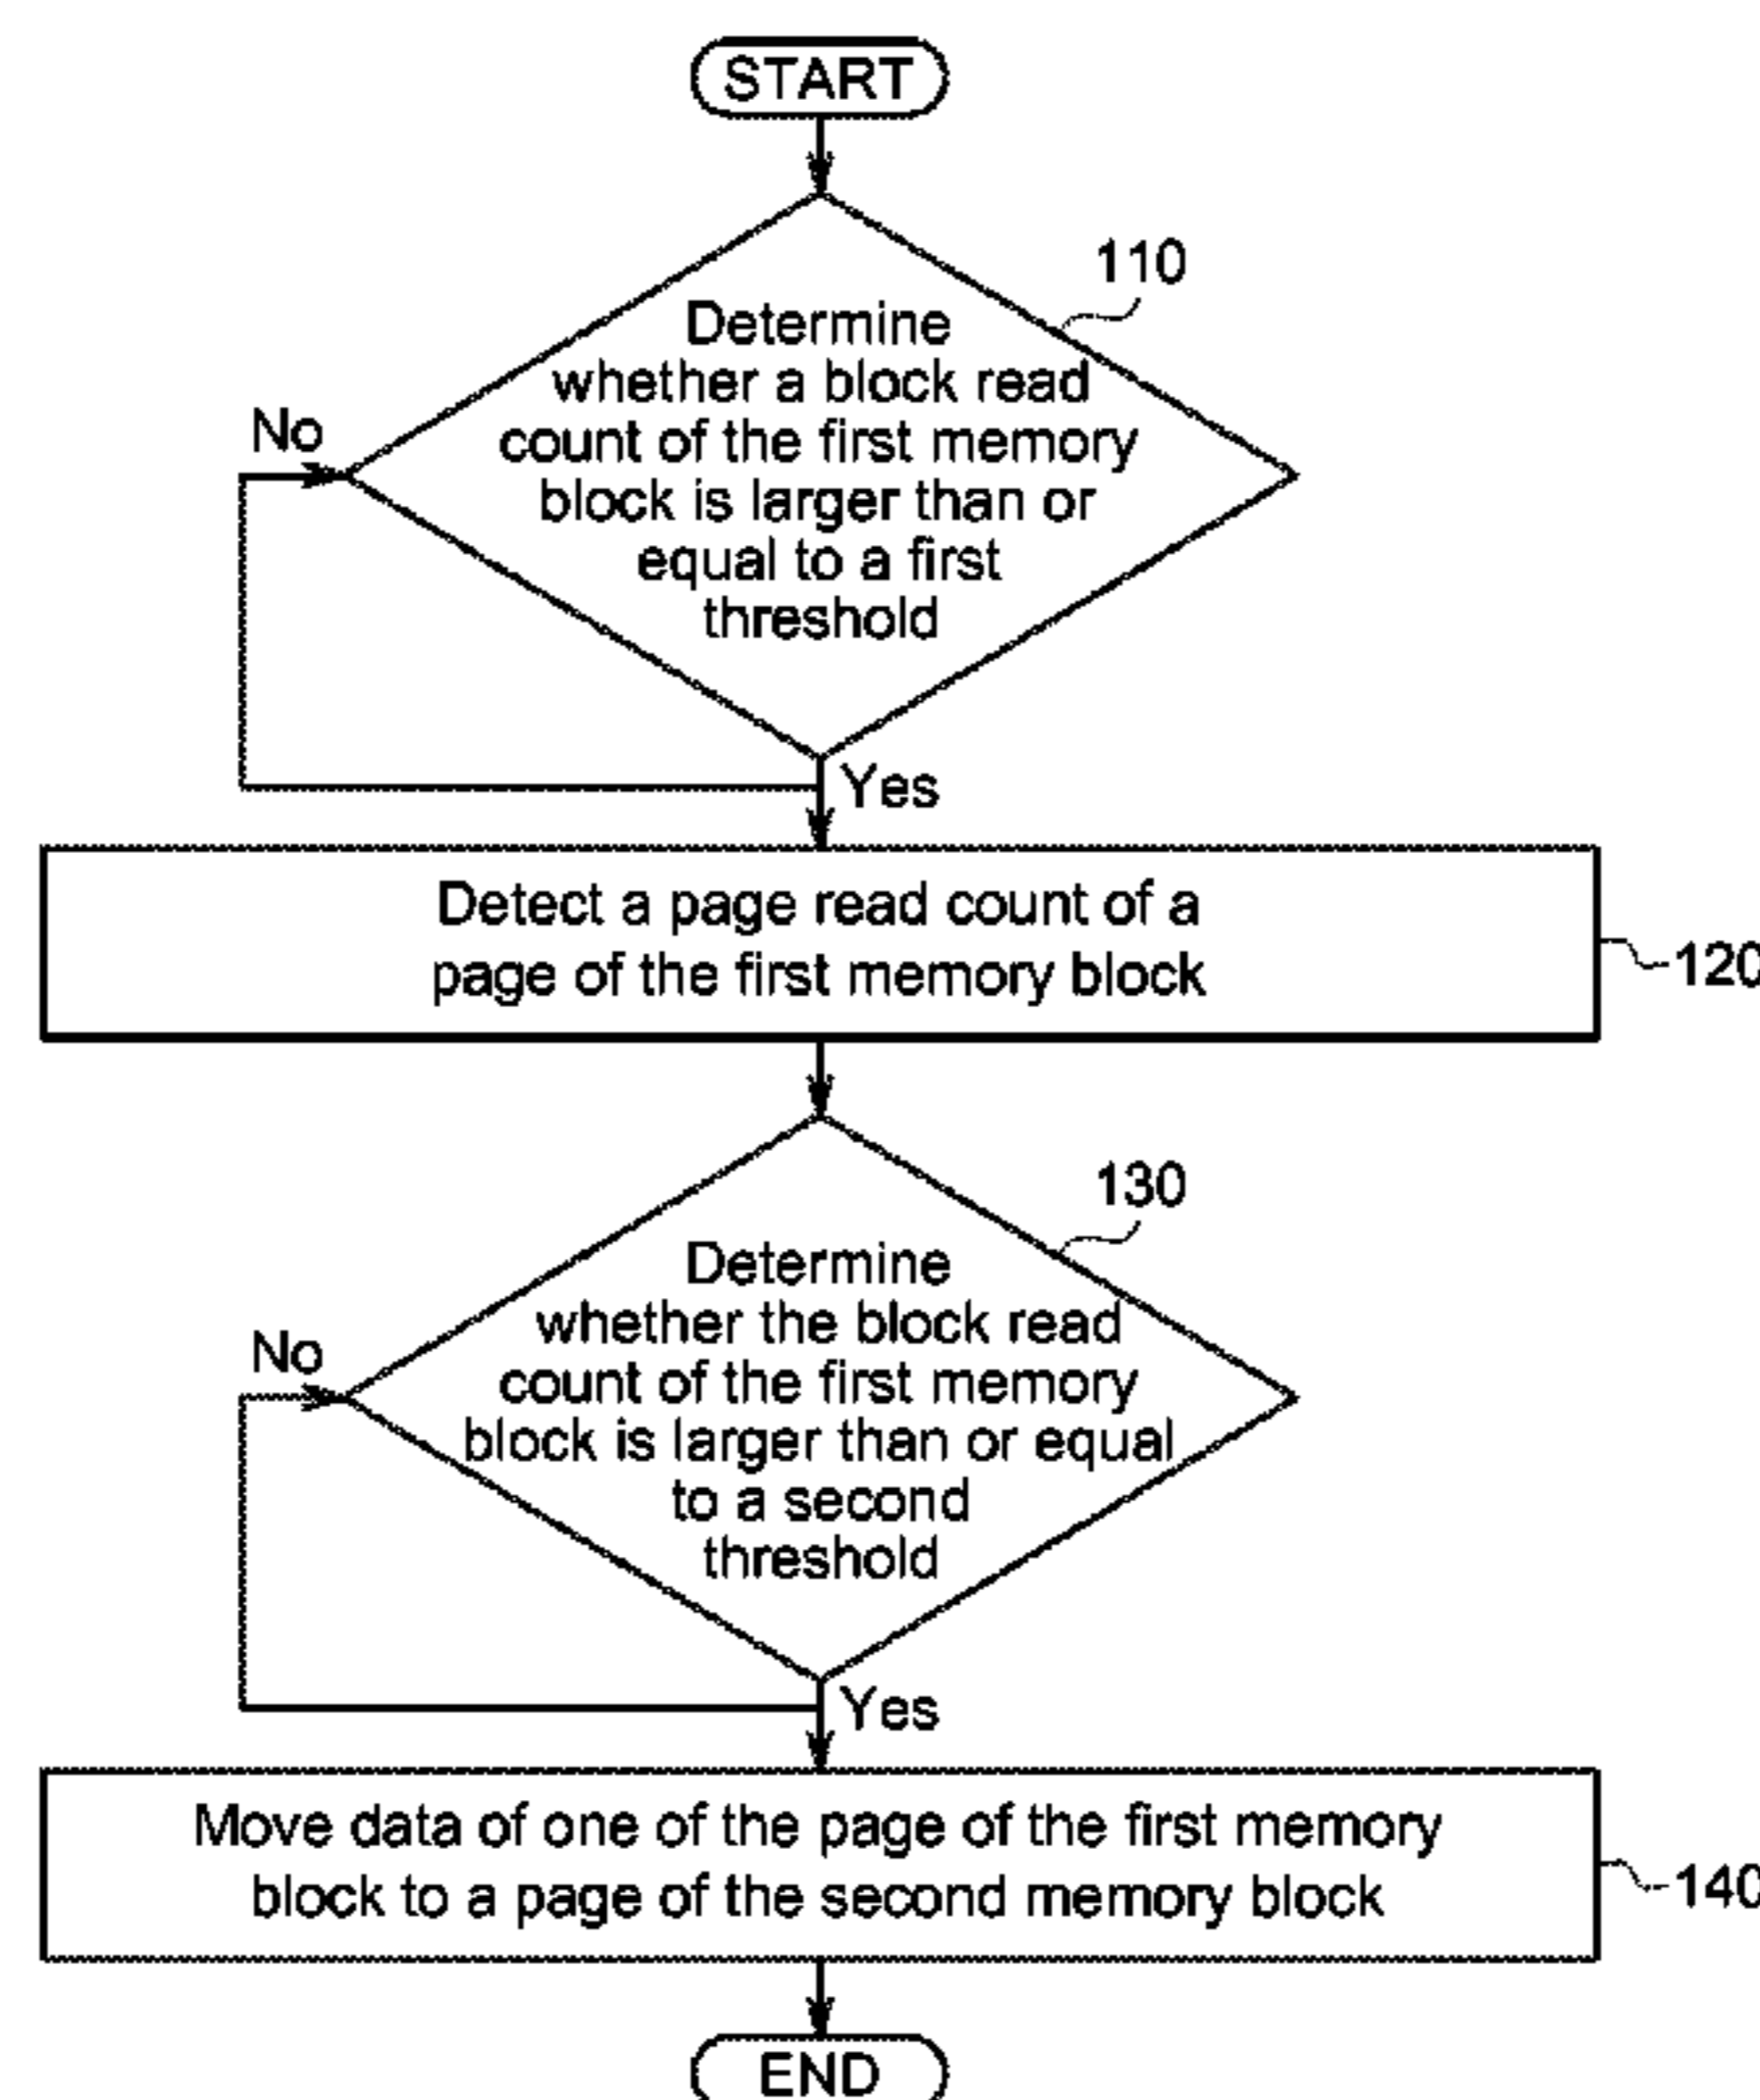 START
110
Determine
whether a block read
count of the first memory
block is larger than or
equal to a first
threshold
No
Yes
Detect a page read count of a
page of the first memory block
120
130
Determine
whether the block read
count of the first memory
block is larger than or equal
to a second
threshold
No
Yes
Move data of one of the page of the first memory
block to a page of the second memory block
140
END